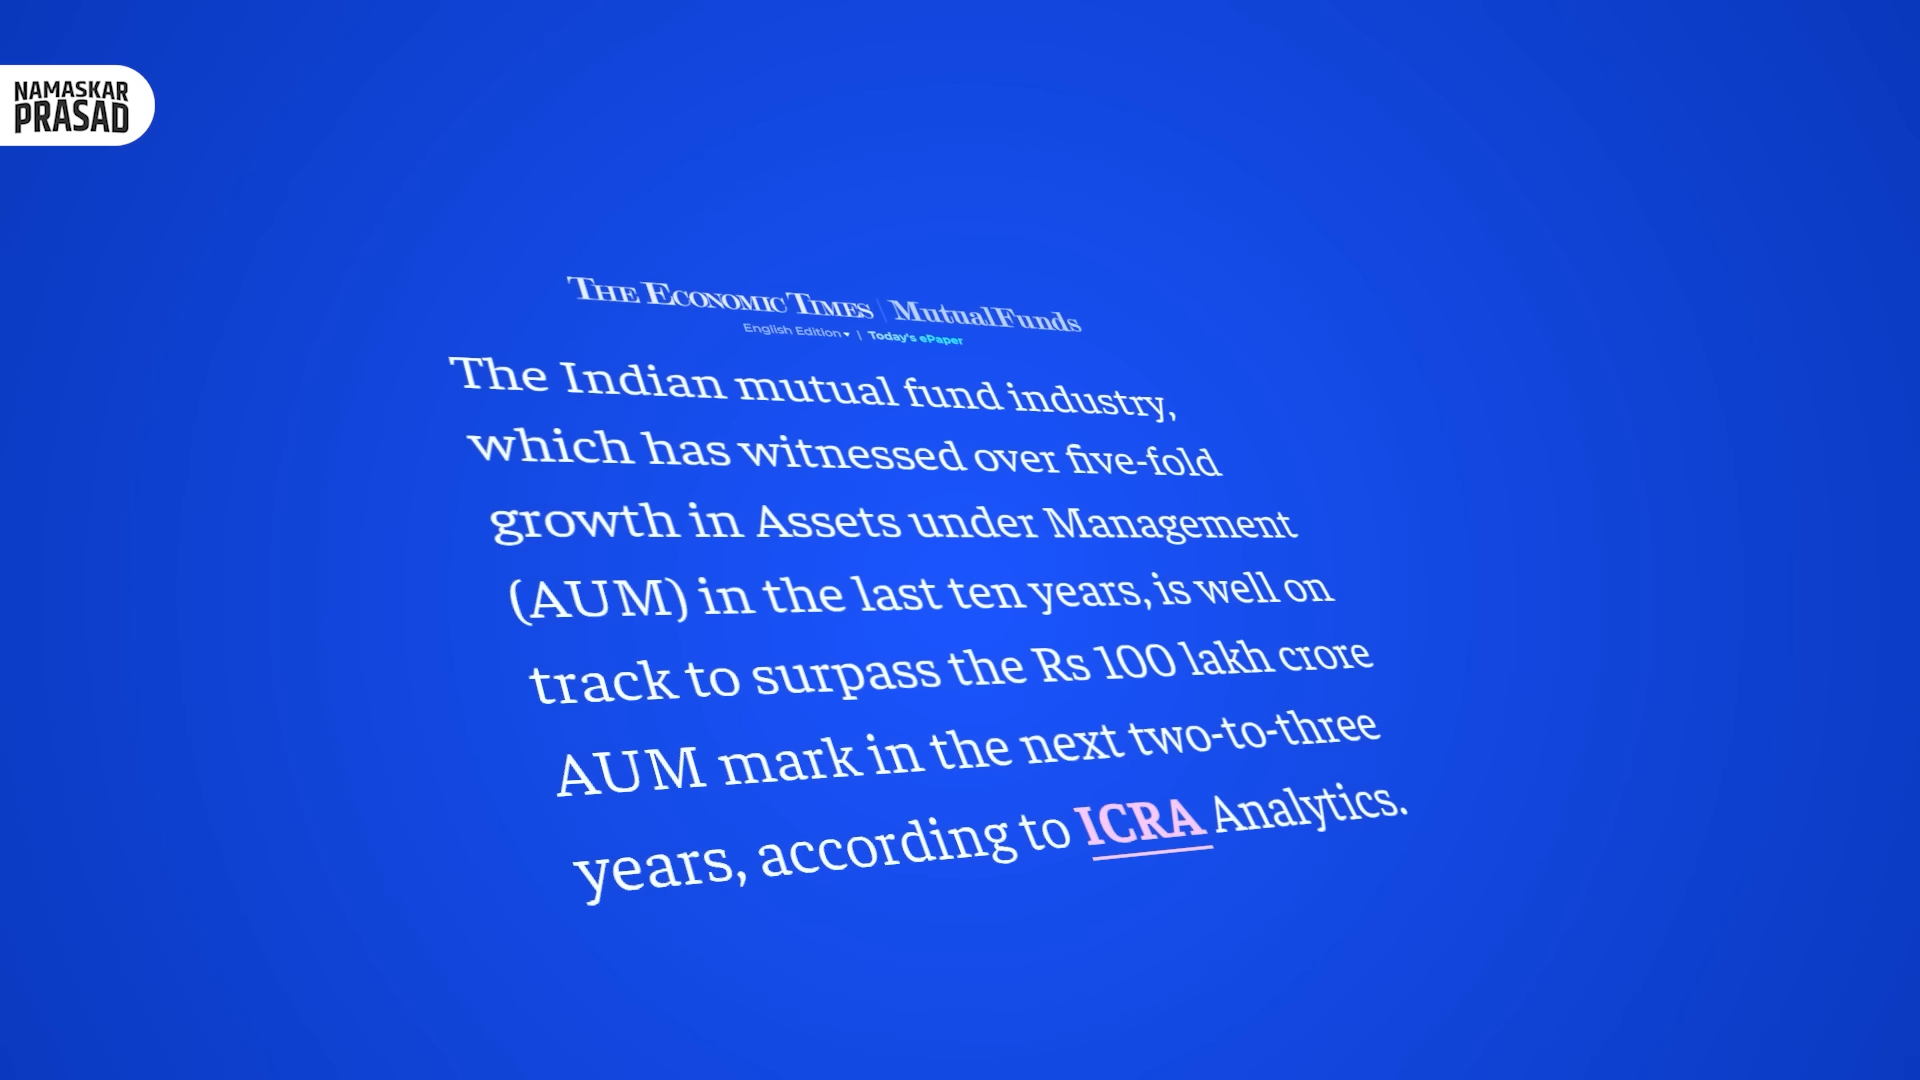 NAMASKAR
PRASAD
THE ECONOMIC TIMES | MutualFunds
English Edition | Today's ePaper
The Indian mutual fund industry,
which has witnessed over five-fold
growth in Assets under Management
(AUM) in the last ten years, is well on
track to surpass the Rs 100 lakh crore
AUM mark in the next two-to-three
years, according to ICRA Analytics.